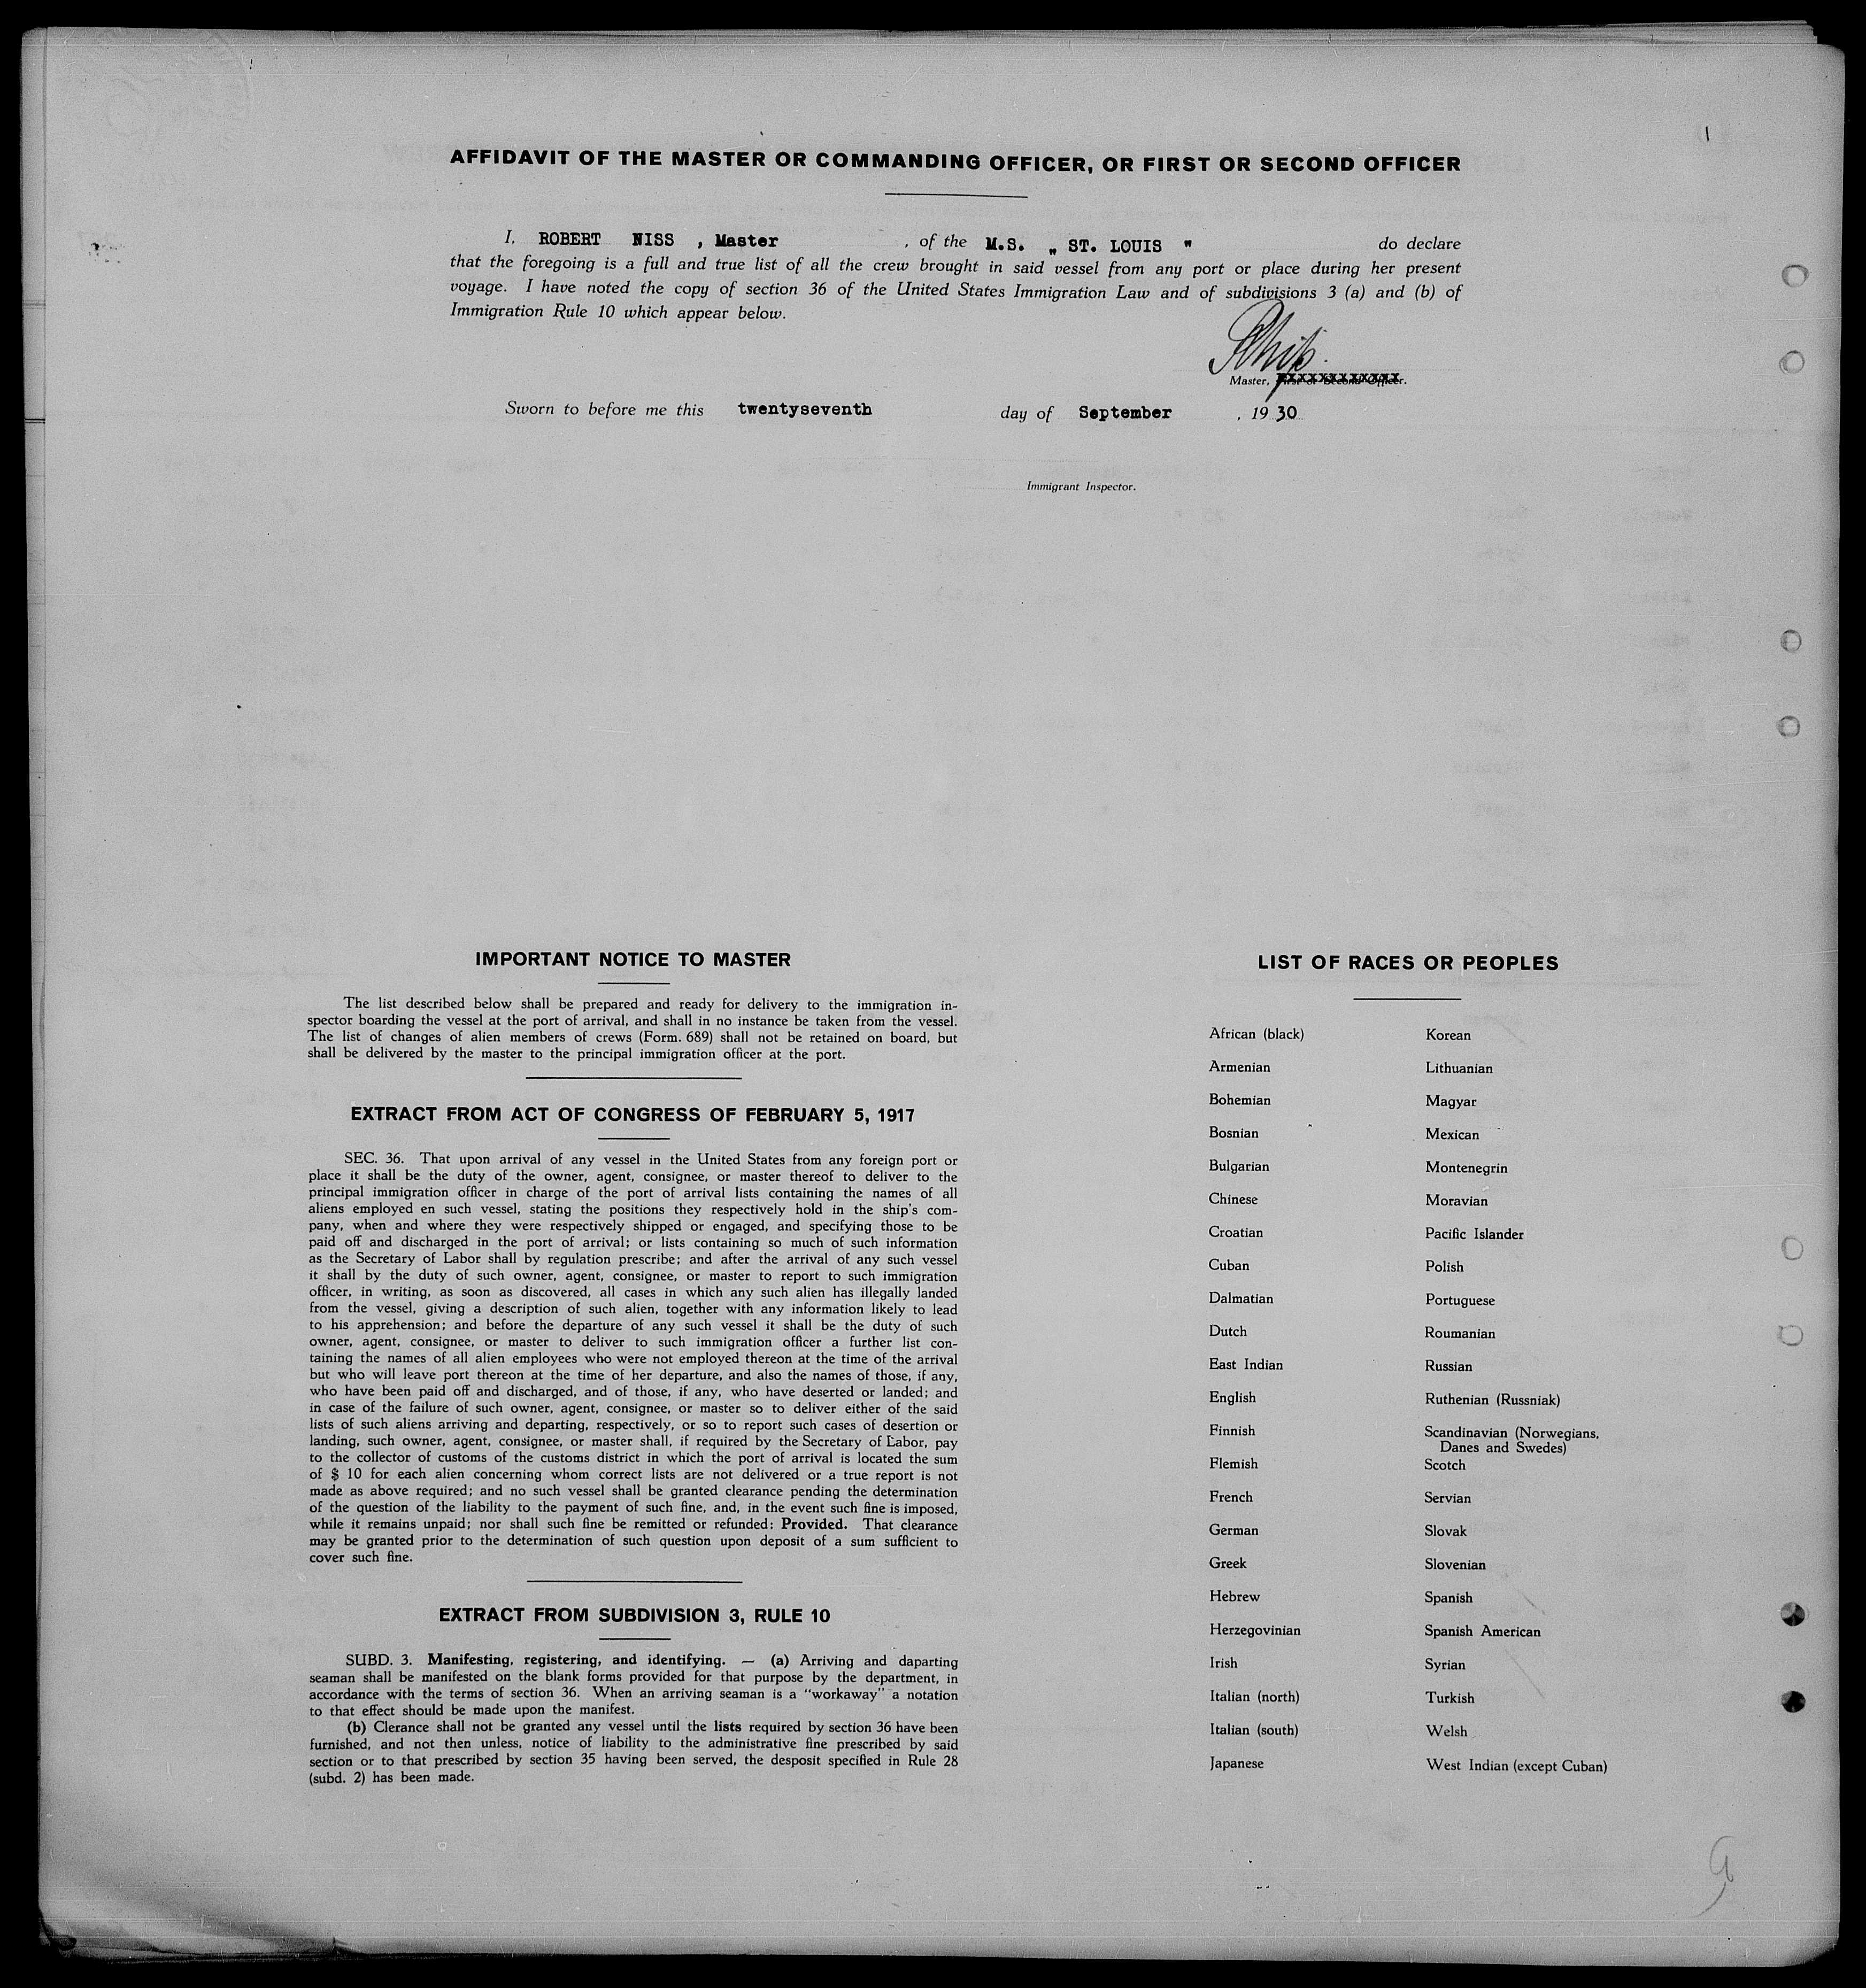 AFFIDAVIT OF THE MASTER OR COMMANDING OFFICER, OR FIRST OR SECOND OFFICER
I, ROBERT NISS , Master , of the M.S. „ ST. LOUIS " do declare
that the foregoing is a full and true list of all the crew brought in said vessel from any port or place during her present
voyage. I have noted the copy of section 36 of the United States Immigration Law and of subdivisions 3 (a) and (b) of
Immigration Rule 10 which appear below.
Master, First or Second Officer.
Sworn to before me this twentyseventh day of September , 19 30
Immigrant Inspector.
IMPORTANT NOTICE TO MASTER
The list described below shall be prepared and ready for delivery to the immigration in-
spector boarding the vessel at the port of arrival, and shall in no instance be taken from the vessel.
The list of changes of alien members of crews (Form. 689) shall not be retained on board, but
shall be delivered by the master to the principal immigration officer at the port.
EXTRACT FROM ACT OF CONGRESS OF FEBRUARY 5, 1917
SEC. 36. That upon arrival of any vessel in the United States from any foreign port or
place it shall be the duty of the owner, agent, consignee, or master thereof to deliver to the
principal immigration officer in charge of the port of arrival lists containing the names of all
aliens employed en such vessel, stating the positions they respectively hold in the ship's com-
pany, when and where they were respectively shipped or engaged, and specifying those to be
paid off and discharged in the port of arrival; or lists containing so much of such information
as the Secretary of Labor shall by regulation prescribe; and after the arrival of any such vessel
it shall by the duty of such owner, agent, consignee, or master to report to such immigration
officer, in writing, as soon as discovered, all cases in which any such alien has illegally landed
from the vessel, giving a description of such alien, together with any information likely to lead
to his apprehension; and before the departure of any such vessel it shall be the duty of such
owner, agent, consignee, or master to deliver to such immigration officer a further list con-
taining the names of all alien employees who were not employed thereon at the time of the arrival
but who will leave port thereon at the time of her departure, and also the names of those, if any,
who have been paid off and discharged, and of those, if any, who have deserted or landed; and
in case of the failure of such owner, agent, consignee, or master so to deliver either of the said
lists of such aliens arriving and departing, respectively, or so to report such cases of desertion or
landing, such owner, agent, consignee, or master shall, if required by the Secretary of Labor, pay
to the collector of customs of the customs district in which the port of arrival is located the sum
of $ 10 for each alien concerning whom correct lists are not delivered or a true report is not
made as above required; and no such vessel shall be granted clearance pending the determination
of the question of the liability to the payment of such fine, and, in the event such fine is imposed,
while it remains unpaid; nor shall such fine be remitted or refunded: Provided. That clearance
may be granted prior to the determination of such question upon deposit of a sum sufficient to
cover such fine.
EXTRACT FROM SUBDIVISION 3, RULE 10
SUBD. 3. Manifesting, registering, and identifying. — (a) Arriving and daparting
seaman shall be manifested on the blank forms provided for that purpose by the department, in
accordance with the terms of section 36. When an arriving seaman is a "workaway" a notation
to that effect should be made upon the manifest.
(b) Clerance shall not be granted any vessel until the lists required by section 36 have been
furnished, and not then unless, notice of liability to the administrative fine prescribed by said
section or to that prescribed by section 35 having been served, the desposit specified in Rule 28
(subd. 2) has been made.
LIST OF RACES OR PEOPLES
African (black)
Armenian
Bohemian
Bosnian
Bulgarian
Chinese
Croatian
Cuban
Dalmatian
Dutch
East Indian
English
Finnish
Flemish
French
German
Greek
Hebrew
Herzegovinian
Irish
Italian (north)
Italian (south)
Japanese
Korean
Lithuanian
Magyar
Mexican
Montenegrin
Moravian
Pacific Islander
Polish
Portuguese
Roumanian
Russian
Ruthenian (Russniak)
Scandinavian (Norwegians,
Danes and Swedes)
Scotch
Servian
Slovak
Slovenian
Spanish
Spanish American
Syrian
Turkish
Welsh
West Indian (except Cuban)